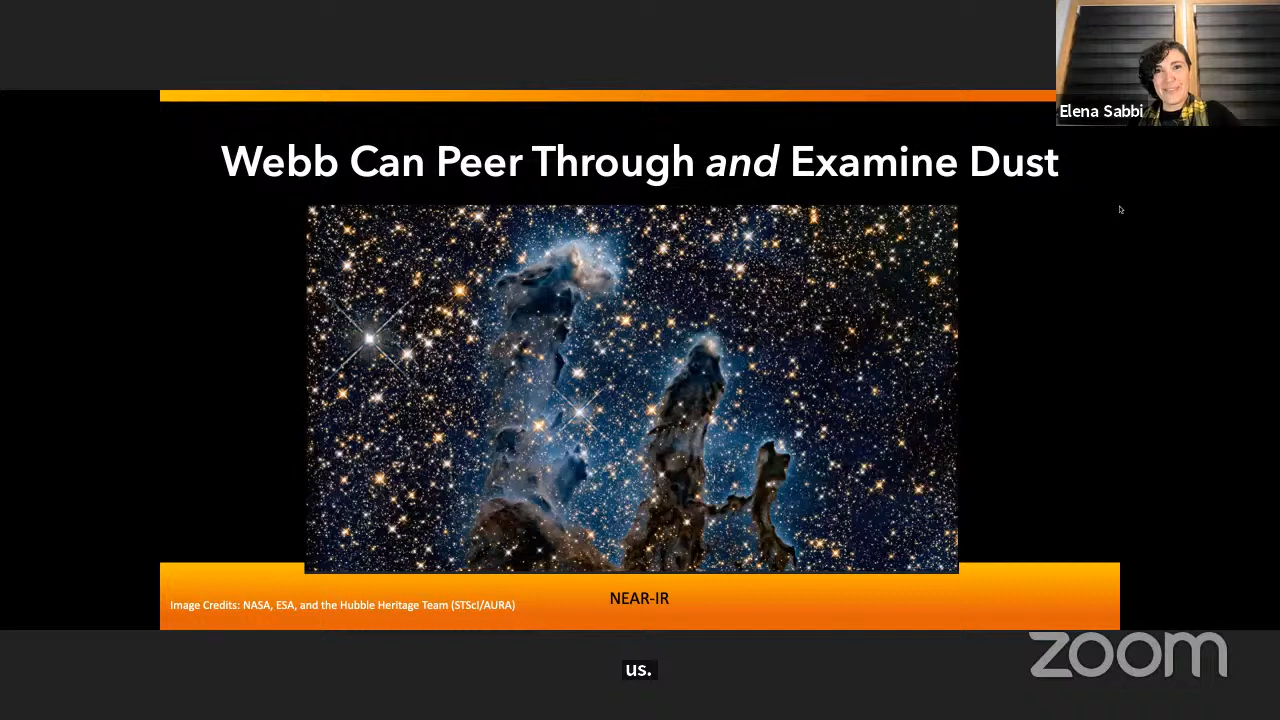 Elena Sabbi
Webb Can Peer Through and Examine Dust
NEAR-IR
Image Credits: NASA, ESA, and the Hubble Heritage Team (STScI/AURA)
zoom
us.